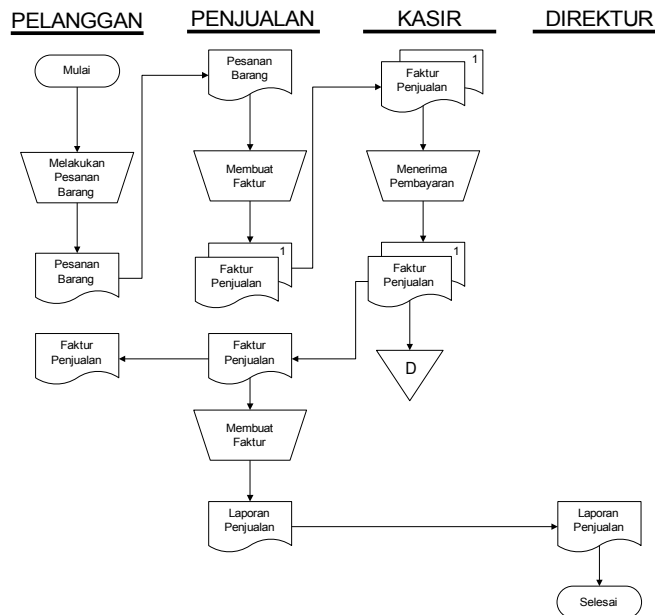 PELANGGAN
PENJUALAN
KASIR
DIREKTUR
Mulai
Melakukan
Pesanan
Barang
Pesanan
Barang
Faktur
Penjualan
Pesanan
Barang
Membuat
Faktur
1
Faktur
Penjualan
Faktur
Penjualan
Membuat
Faktur
Laporan
Penjualan
1
Faktur
Penjualan
Menerima
Pembayaran
1
Faktur
Penjualan
D
Laporan
Penjualan
Selesai